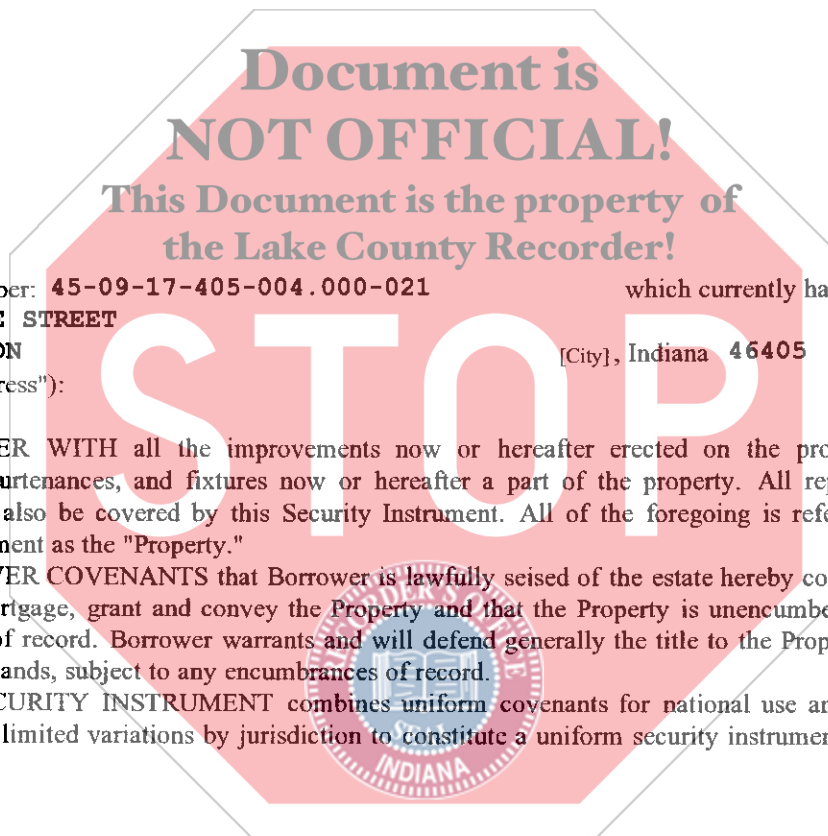 Document is
NOT OFFICIAL!
This Document is the property of
the Lake County Recorder!
ber: 45-09-17-405-004.000-021 which currently ha
E STREET
ON [City], Indiana 46405
ress"):
STOP
ER WITH all the improvements now or hereafter erected on the pro
urtenances, and fixtures now or hereafter a part of the property. All re
also be covered by this Security Instrument. All of the foregoing is refe
ment as the "Property."
VER COVENANTS that Borrower is lawfully seised of the estate hereby co
rtgage, grant and convey the Property and that the Property is unencumbe
of record. Borrower warrants and will defend generally the title to the Prop
ands, subject to any encumbrances of record.
CURITY INSTRUMENT combines uniform covenants for national use an
limited variations by jurisdiction to constitute a uniform security instrumen
RECORDER'S OFFICE
SEAL
INDIANA